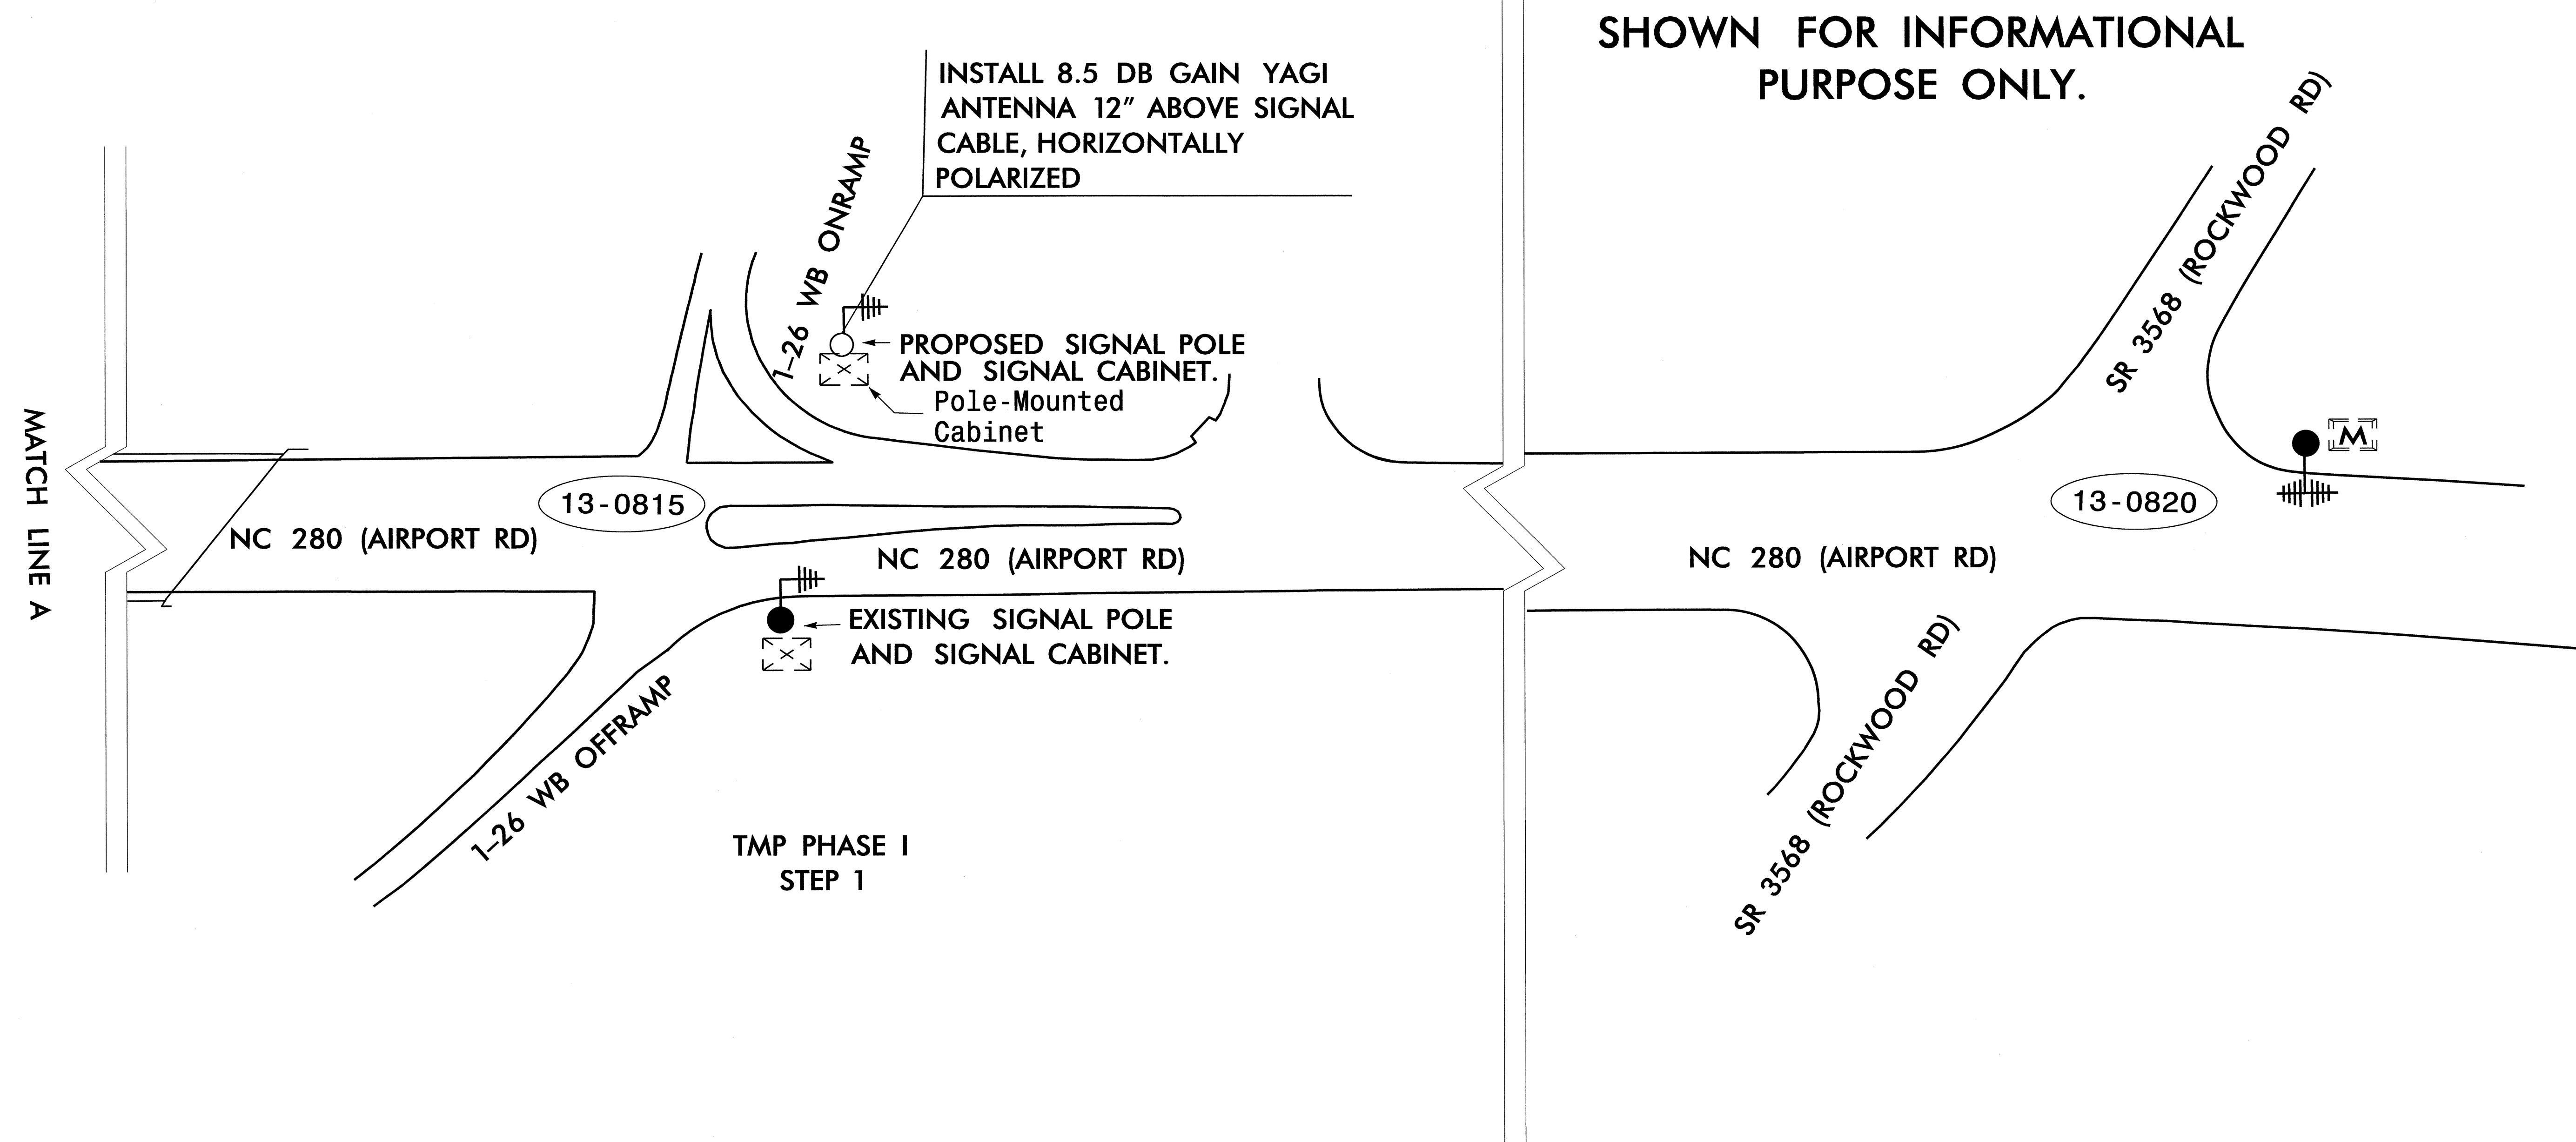 SHOWN FOR INFORMATIONAL
PURPOSE ONLY.
INSTALL 8.5 DB GAIN YAGI
ANTENNA 12" ABOVE SIGNAL
CABLE, HORIZONTALLY
POLARIZED
1-26 WB ONRAMP
PROPOSED SIGNAL POLE
AND SIGNAL CABINET.
Pole-Mounted
Cabinet
X
SR 3568 (ROCKWOOD RD)
M
MATCH LINE A
13-0815
13-0820
NC 280 (AIRPORT RD)
NC 280 (AIRPORT RD)
NC 280 (AIRPORT RD)
EXISTING SIGNAL POLE
AND SIGNAL CABINET.
X
1-26 WB OFFRAMP
SR 3568 (ROCKWOOD RD)
TMP PHASE I
STEP 1